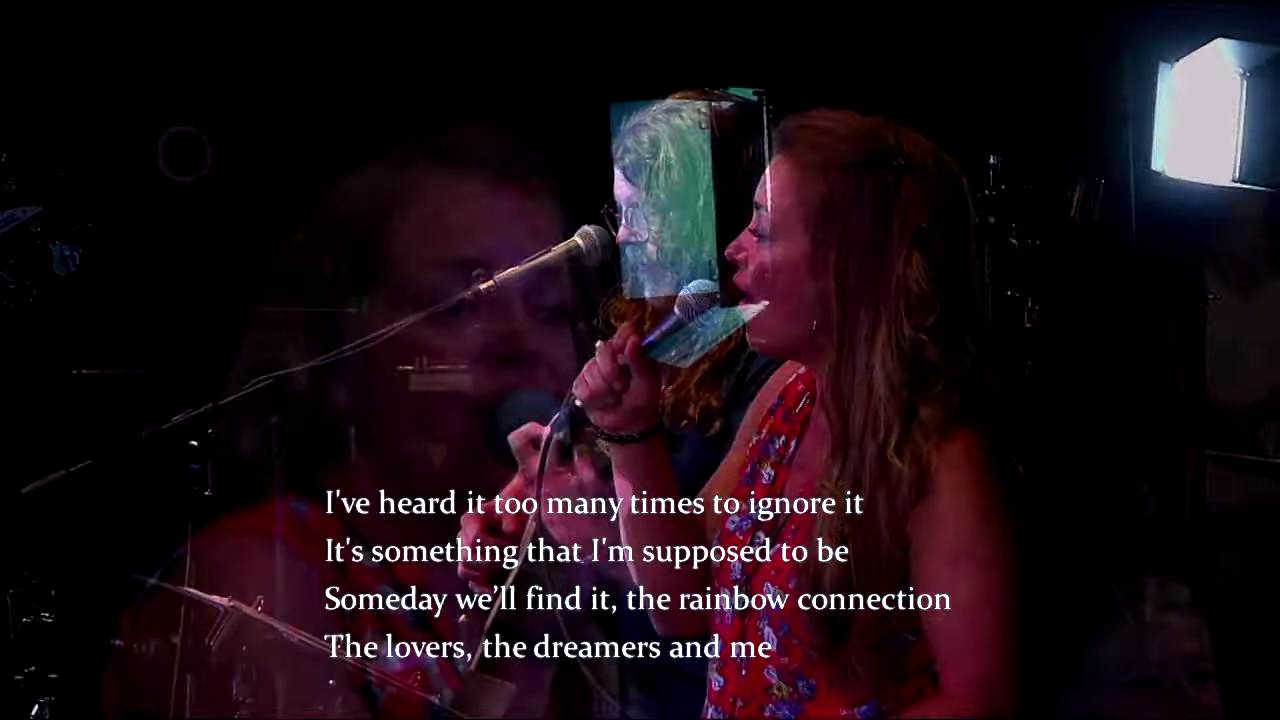 I've heard it too many times to ignore it
It's something that I'm supposed to be
Someday we’ll find it, the rainbow connection
The lovers, the dreamers and me